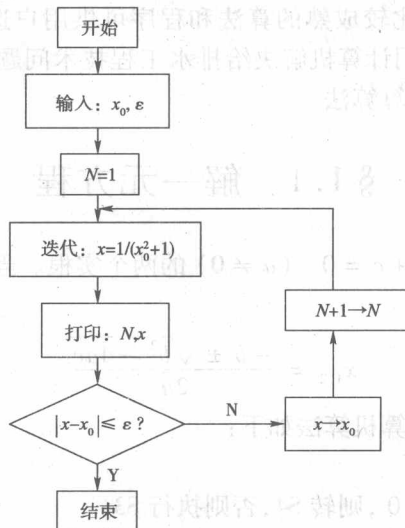 开始
输入：x₀, ε
N=1
迭代：x=1/(x₀²+1)
打印：N,x
|x−x₀|≤ε？
N
x→x₀
N+1→N
Y
结束